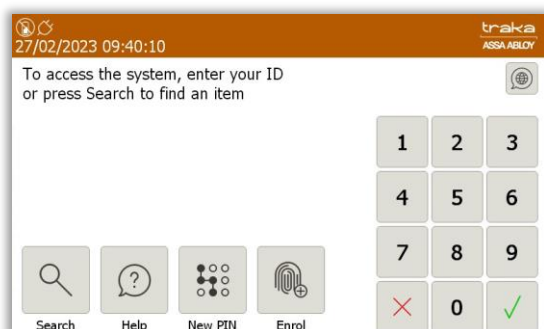 traka
27/02/2023 09:40:10
ASSA ABLOY
To access the system, enter your ID
or press Search to find an item
1 2 3
4 5 6
7 8 9
0
Search Help New PIN Enrol